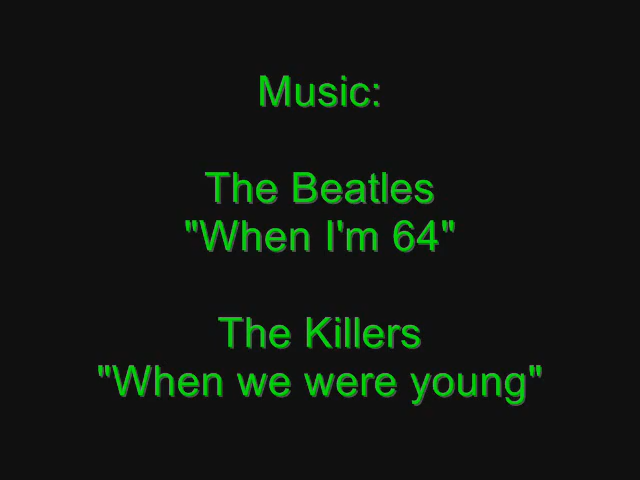 Music:
The Beatles
"When I'm 64"
The Killers
"When we were young"